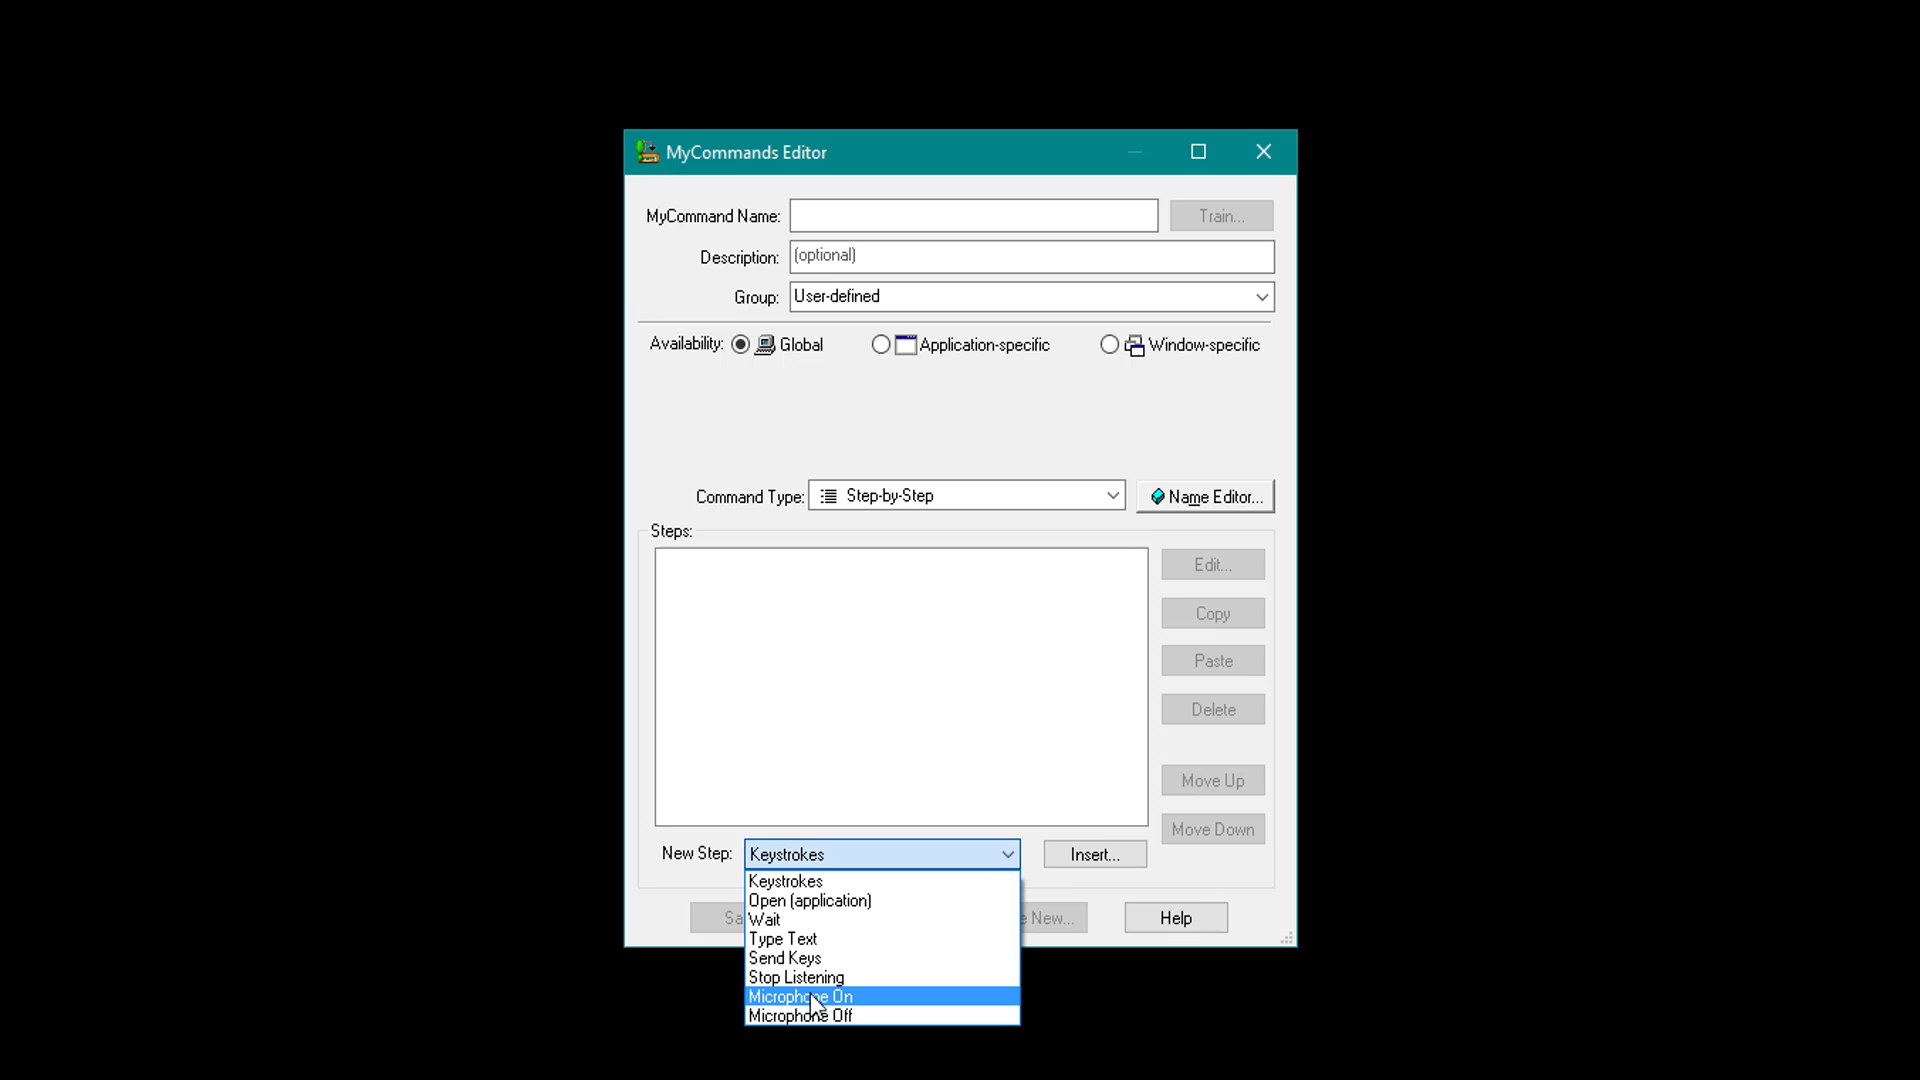 MyCommands Editor
MyCommand Name:
Train...
Description:
(optional)
Group:
User-defined
Availability:
Global
Application-specific
Window-specific
Command Type:
Step-by-Step
Name Editor...
Steps:
Edit...
Copy
Paste
Delete
Move Up
Move Down
New Step:
Keystrokes
Insert...
Keystrokes
Open (application)
Wait
Type Text
Send Keys
Stop Listening
Microphone On
Microphone Off
New...
Help